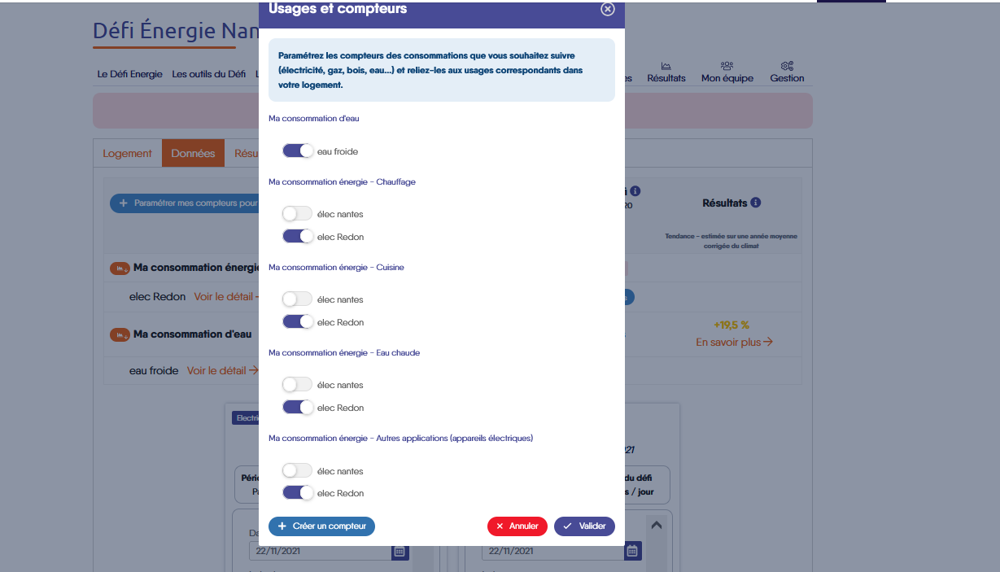 Usages et compteurs
Défi Énergie Nan
Le Défi Energie Les outils du Défi L
Résultats Mon équipe Gestion
Paramétrez les compteurs des consommations que vous souhaitez suivre
(électricité, gaz, bois, eau...) et reliez-les aux usages correspondants dans
votre logement.
Logement Données Résu
Ma consommation d'eau
eau froide
Ma consommation énergie - Chauffage
élec nantes
elec Redon
Ma consommation énergie - Cuisine
élec nantes
elec Redon
Ma consommation énergie - Eau chaude
élec nantes
elec Redon
Ma consommation énergie - Autres applications (appareils électriques)
élec nantes
elec Redon
+ Créer un compteur
× Annuler
Valider
+ Paramétrer mes compteurs pour
i
20
Résultats
Tendance - estimée sur une année moyenne
corrigée du climat
Ma consommation énergie
elec Redon Voir le détail
Ma consommation d'eau
+19,5 %
En savoir plus →
eau froide Voir le détail →
Electri
21
Pério
Pa
du défi
s / jour
Da
22/11/2021
22/11/2021